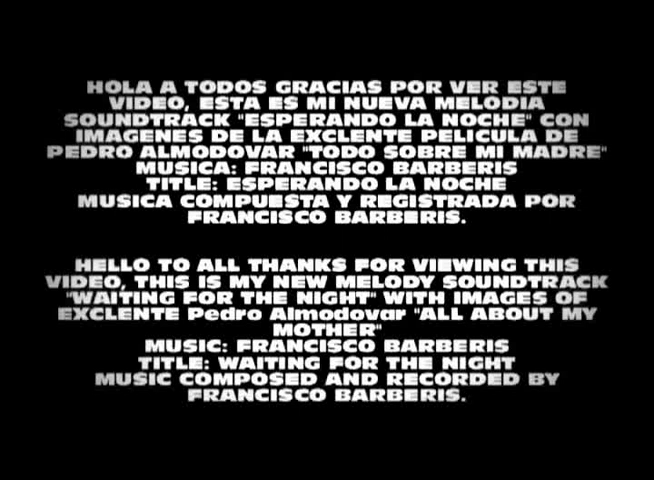 HOLA A TODOS GRACIAS POR VER ESTE
VIDEO, ESTA ES MI NUEVA MELODIA
SOUNDTRACK "ESPERANDO LA NOCHE" CON
IMAGENES DE LA EXCLENTE PELICULA DE
PEDRO ALMODOVAR "TODO SOBRE MI MADRE"
MUSICA: FRANCISCO BARBERIS
TITLE: ESPERANDO LA NOCHE
MUSICA COMPUESTA Y REGISTRADA POR
FRANCISCO BARBERIS.
HELLO TO ALL THANKS FOR VIEWING THIS
VIDEO, THIS IS MY NEW MELODY SOUNDTRACK
"WAITING FOR THE NIGHT" WITH IMAGES OF
EXCLENTE Pedro Almodovar "ALL ABOUT MY
MOTHER"
MUSIC: FRANCISCO BARBERIS
TITLE: WAITING FOR THE NIGHT
MUSIC COMPOSED AND RECORDED BY
FRANCISCO BARBERIS.